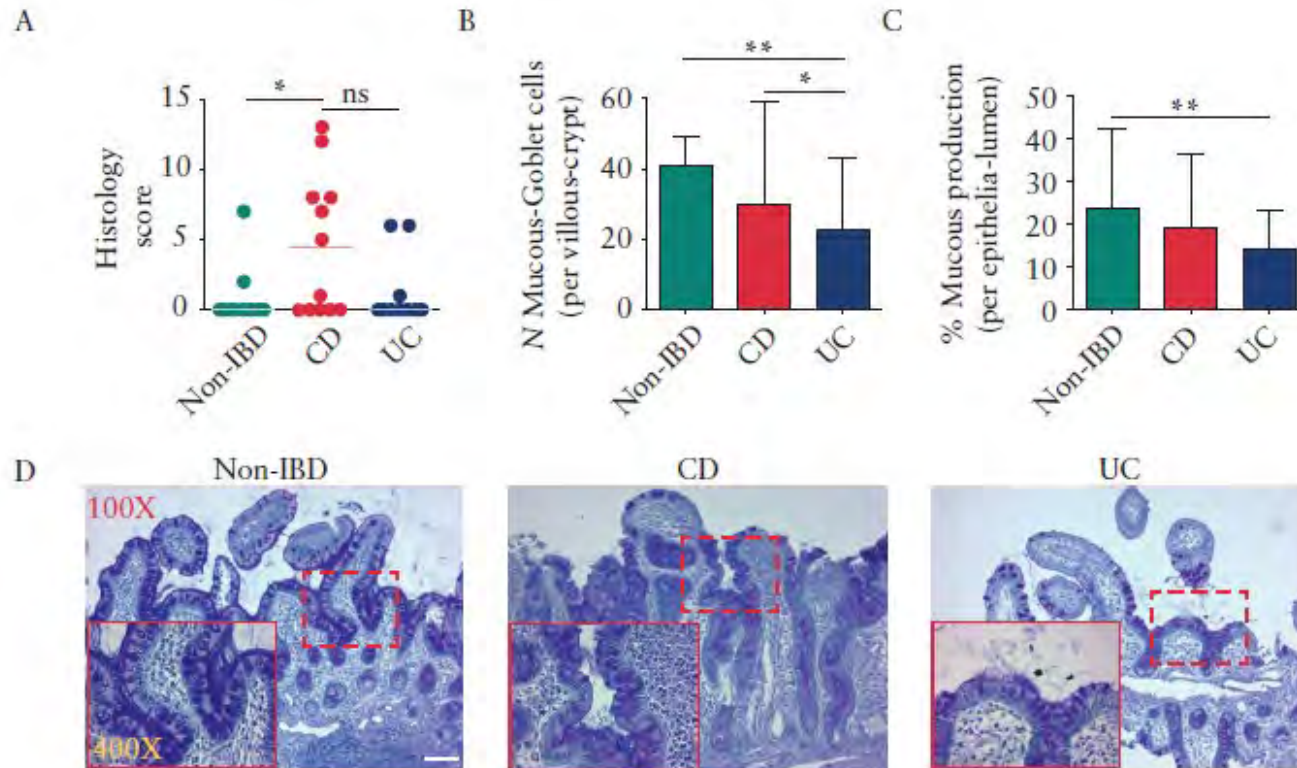 A
Histology
score
15
10
5
0
*
ns
Non-IBD
CD
UC
B
N Mucous-Goblet cells
(per villous-crypt)
60
40
20
0
**
*
Non-IBD
CD
UC
C
% Mucous production
(per epithelia-lumen)
50
40
30
20
10
0
**
Non-IBD
CD
UC
D
Non-IBD
CD
UC
100X
400X